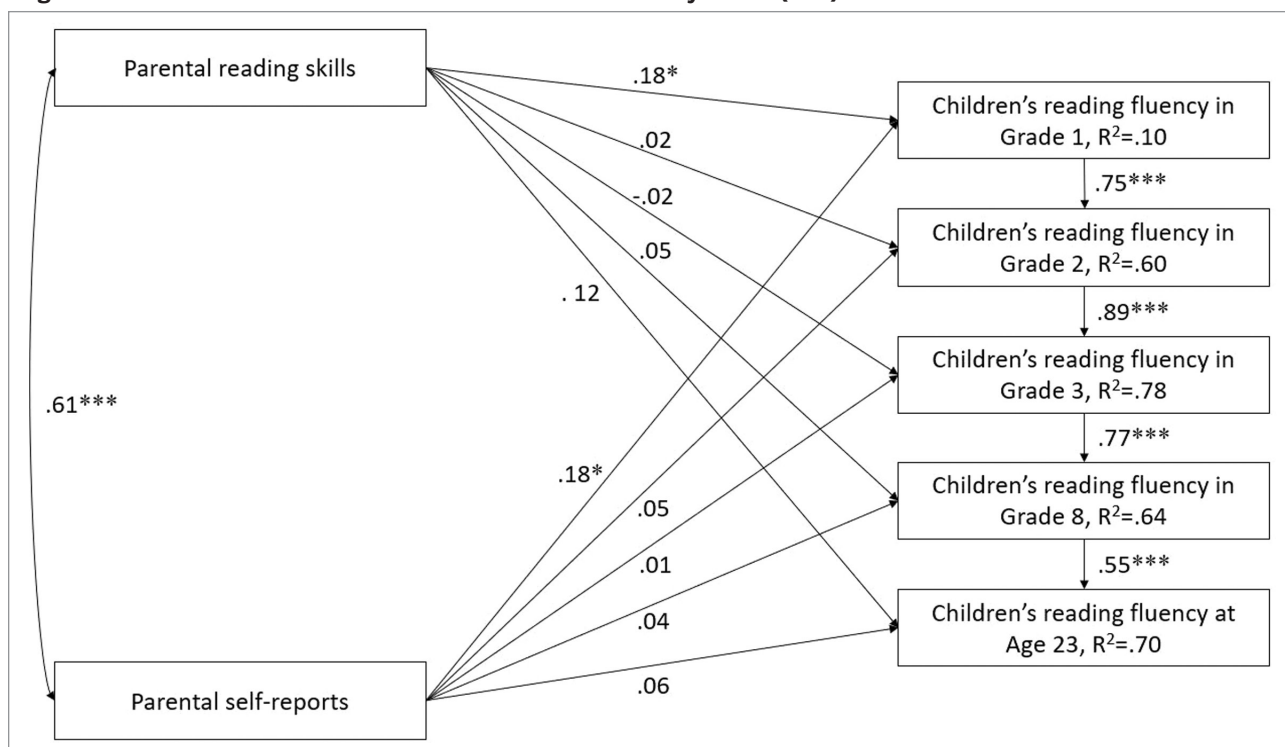 Parental reading skills
.18*
.02
-.02
.05
. 12
Children’s reading fluency in
Grade 1, R²=.10
.75***
Children’s reading fluency in
Grade 2, R²=.60
.89***
Children’s reading fluency in
Grade 3, R²=.78
.77***
Children’s reading fluency in
Grade 8, R²=.64
.55***
Children’s reading fluency at
Age 23, R²=.70
.61***
.18*
.05
.01
.04
.06
Parental self-reports